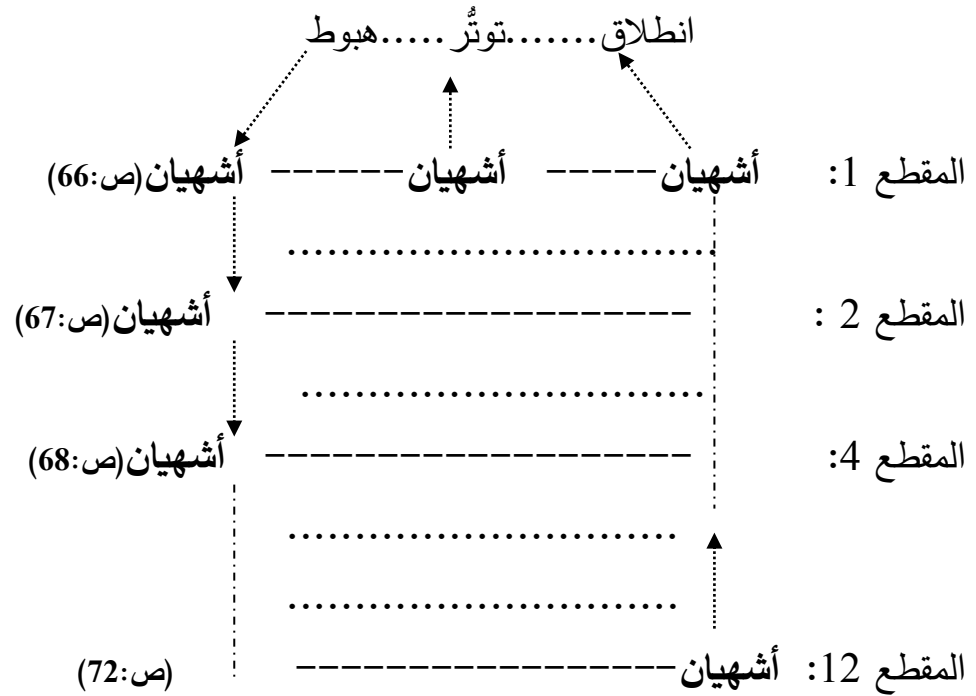 انطلاق.......توتُّر .....هبوط
المقطع 1: أشهيان----- أشهيان------ أشهيان(ص:66)
................................
المقطع 2 : ------------------ أشهيان(ص:67)
..............................
المقطع 4: ------------------ أشهيان(ص:68)
.............................
.............................
المقطع 12: أشهيان---------------- (ص:72)